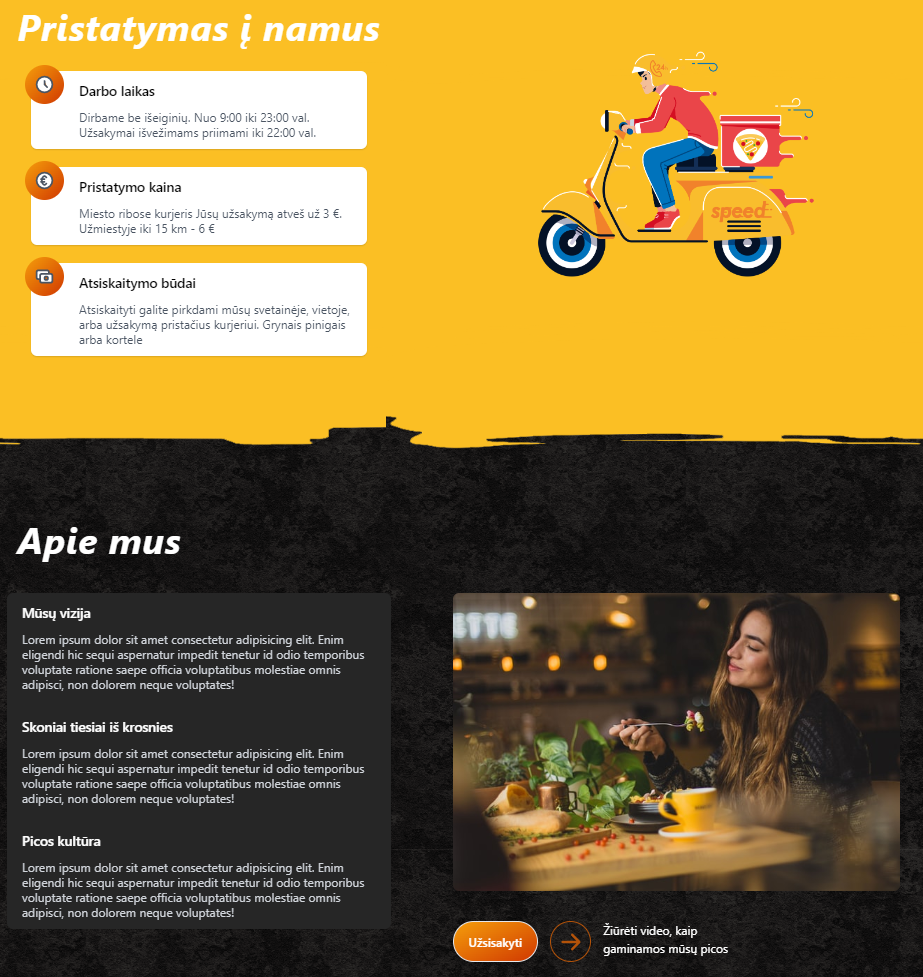 Pristatymas į namus
Darbo laikas
Dirbame be išeiginių. Nuo 9:00 iki 23:00 val.
Užsakymai išvežimams priimami iki 22:00 val.
Pristatymo kaina
Miesto ribose kurjeris Jūsų užsakymą atveš už 3 €.
Užmiestyje iki 15 km - 6 €
Atsiskaitymo būdai
Atsiskaityti galite pirkdami mūsų svetainėje, vietoje,
arba užsakymą pristačius kurjeriui. Grynais pinigais
arba kortele
speed
Apie mus
Mūsų vizija
Lorem ipsum dolor sit amet consectetur adipisicing elit. Enim
eligendi hic sequi aspernatur impedit tenetur id odio temporibus
voluptate ratione saepe officia voluptatibus molestiae omnis
adipisci, non dolorem neque voluptates!
Skoniai tiesiai iš krosnies
Lorem ipsum dolor sit amet consectetur adipisicing elit. Enim
eligendi hic sequi aspernatur impedit tenetur id odio temporibus
voluptate ratione saepe officia voluptatibus molestiae omnis
adipisci, non dolorem neque voluptates!
Picos kultūra
Lorem ipsum dolor sit amet consectetur adipisicing elit. Enim
eligendi hic sequi aspernatur impedit tenetur id odio temporibus
voluptate ratione saepe officia voluptatibus molestiae omnis
adipisci, non dolorem neque voluptates!
Užsisakyti
Žiūrėti video, kaip
gaminamos mūsų picos